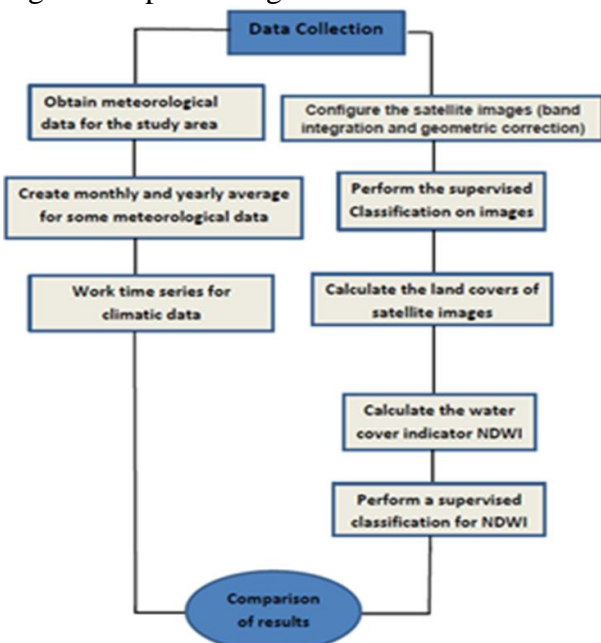 Data Collection
Obtain meteorological
data for the study area
Create monthly and yearly average
for some meteorological data
Work time series for
climatic data
Configure the satellite images (band
integration and geometric correction)
Perform the supervised
Classification on images
Calculate the land covers of
satellite images
Calculate the water
cover indicator NDWI
Perform a supervised
classification for NDWI
Comparison
of results